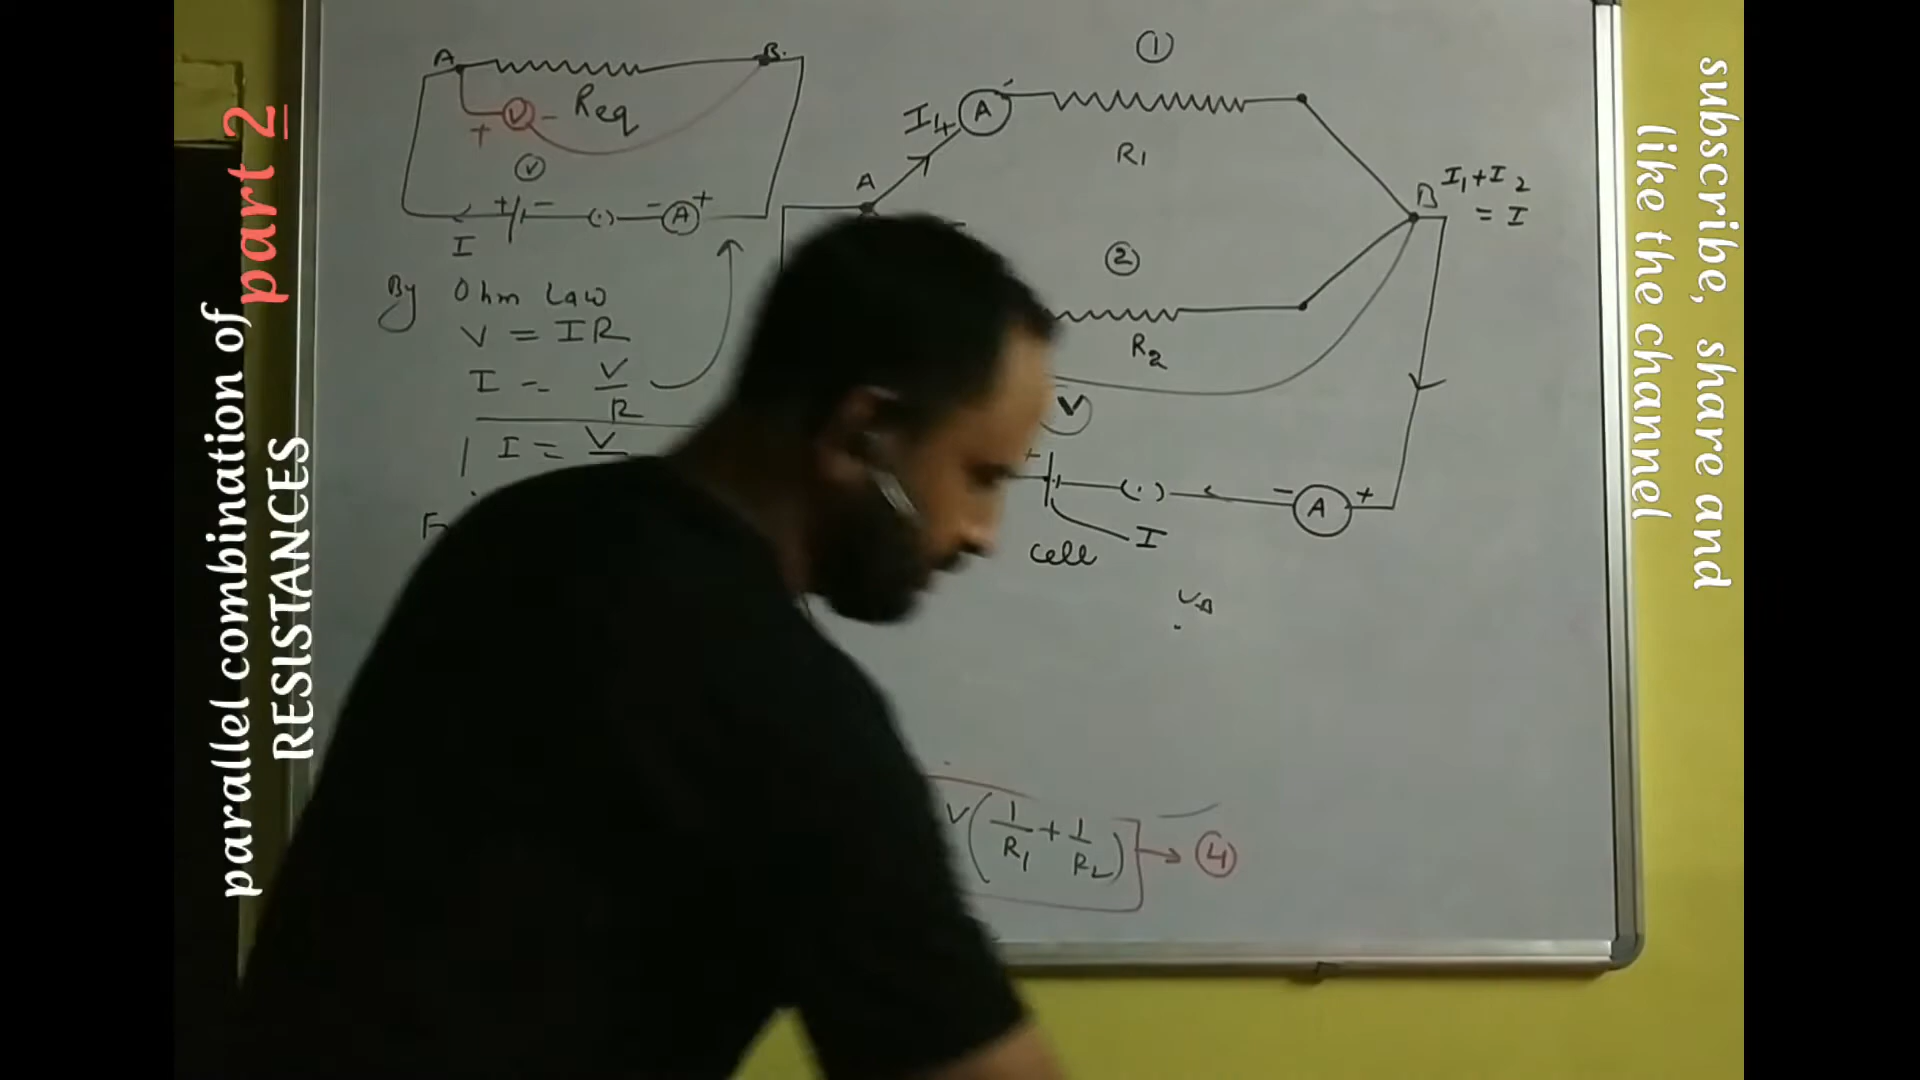 parallel combination of
RESISTANCES
part 2
subscribe, share and
like the channel
A
B
Req
V
+ -
V
+ -
I
- A +
By Ohm Law
V = IR
I = V/R
I = V
1
A
R1
A
I1+I2
= I
B
2
R2
V
+
- A +
cell
I
V(1/R1 + 1/R2) → 4